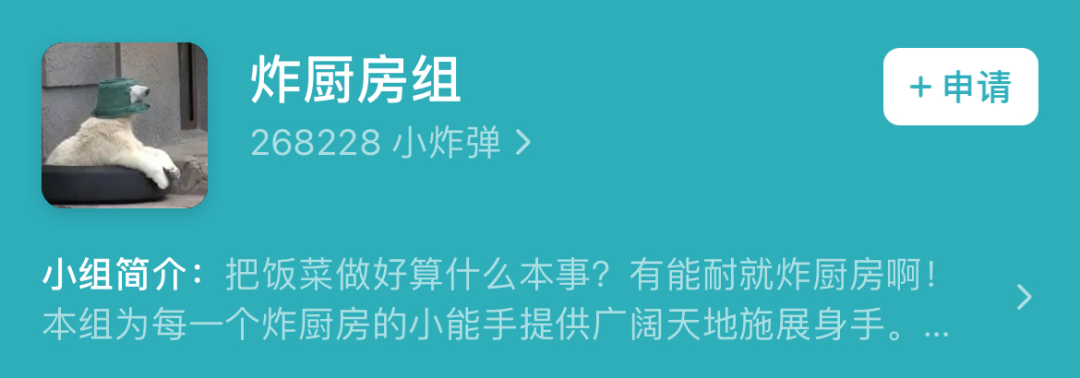 炸厨房组
+ 申请
268228 小炸弹 >
小组简介：把饭菜做好算什么本事？有能耐就炸厨房啊！
本组为每一个炸厨房的小能手提供广阔天地施展身手。...